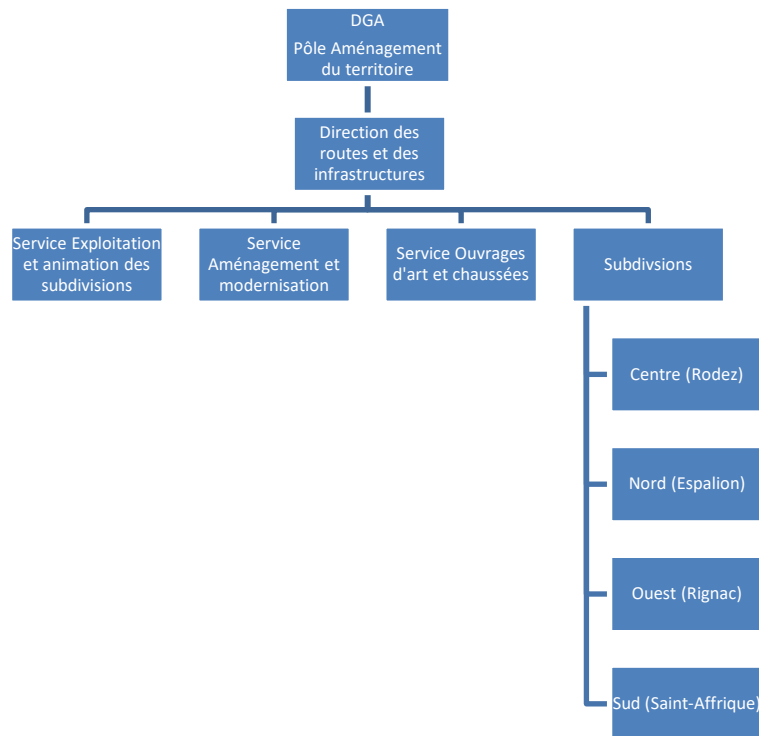 DGA
Pôle Aménagement
du territoire
Direction des
routes et des
infrastructures
Service Exploitation
et animation des
subdivisions
Service
Aménagement et
modernisation
Service Ouvrages
d'art et chaussées
Subdivsions
Centre (Rodez)
Nord (Espalion)
Ouest (Rignac)
Sud (Saint-Affrique)